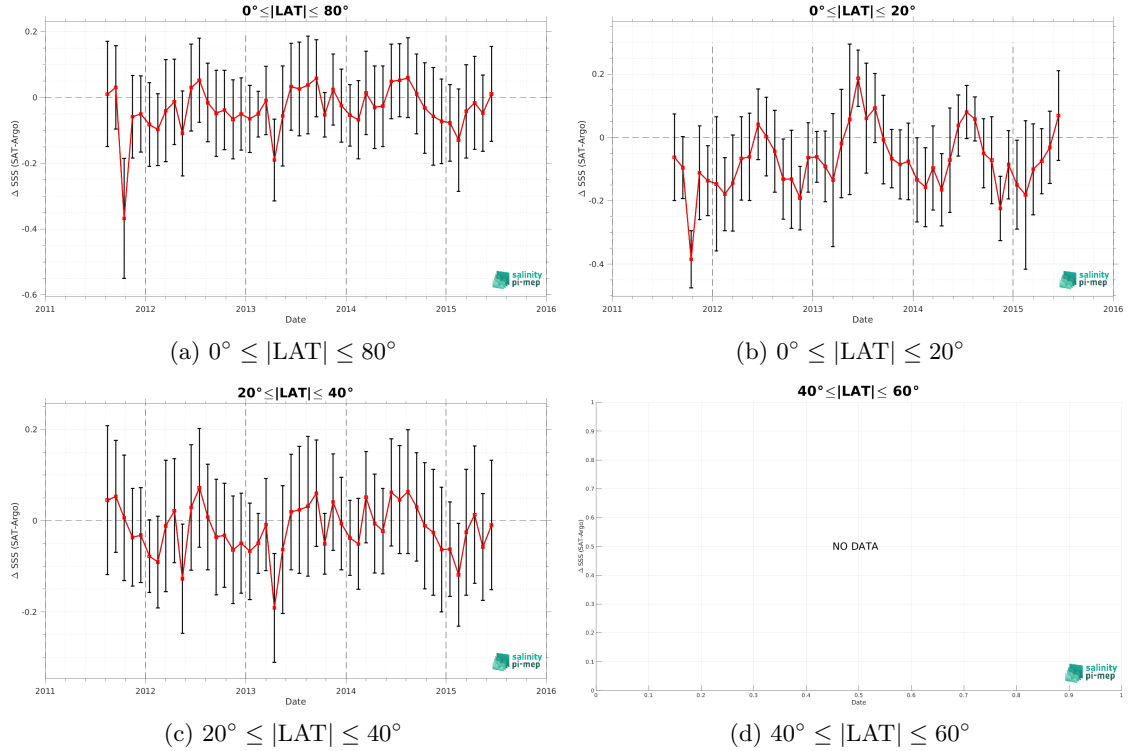 0°≤|LAT|≤ 80°
0.2
0
-0.2
-0.4
-0.6
Δ SSS (SAT-Argo)
2011
2012
2013
2014
2015
2016
Date
salinity
pi-mep
(a) 0° ≤ |LAT| ≤ 80°
0°≤|LAT|≤ 20°
0.2
0
-0.2
-0.4
Δ SSS (SAT-Argo)
2011
2012
2013
2014
2015
2016
Date
salinity
pi-mep
(b) 0° ≤ |LAT| ≤ 20°
20°≤|LAT|≤ 40°
0.2
0
-0.2
Δ SSS (SAT-Argo)
2011
2012
2013
2014
2015
2016
Date
salinity
pi-mep
(c) 20° ≤ |LAT| ≤ 40°
40°≤|LAT|≤ 60°
1
0.9
0.8
0.7
0.6
0.5
0.4
0.3
0.2
0.1
0
Δ SSS (SAT-Argo)
NO DATA
0
0.1
0.2
0.3
0.4
0.5
0.6
0.7
0.8
0.9
1
Date
salinity
pi-mep
(d) 40° ≤ |LAT| ≤ 60°